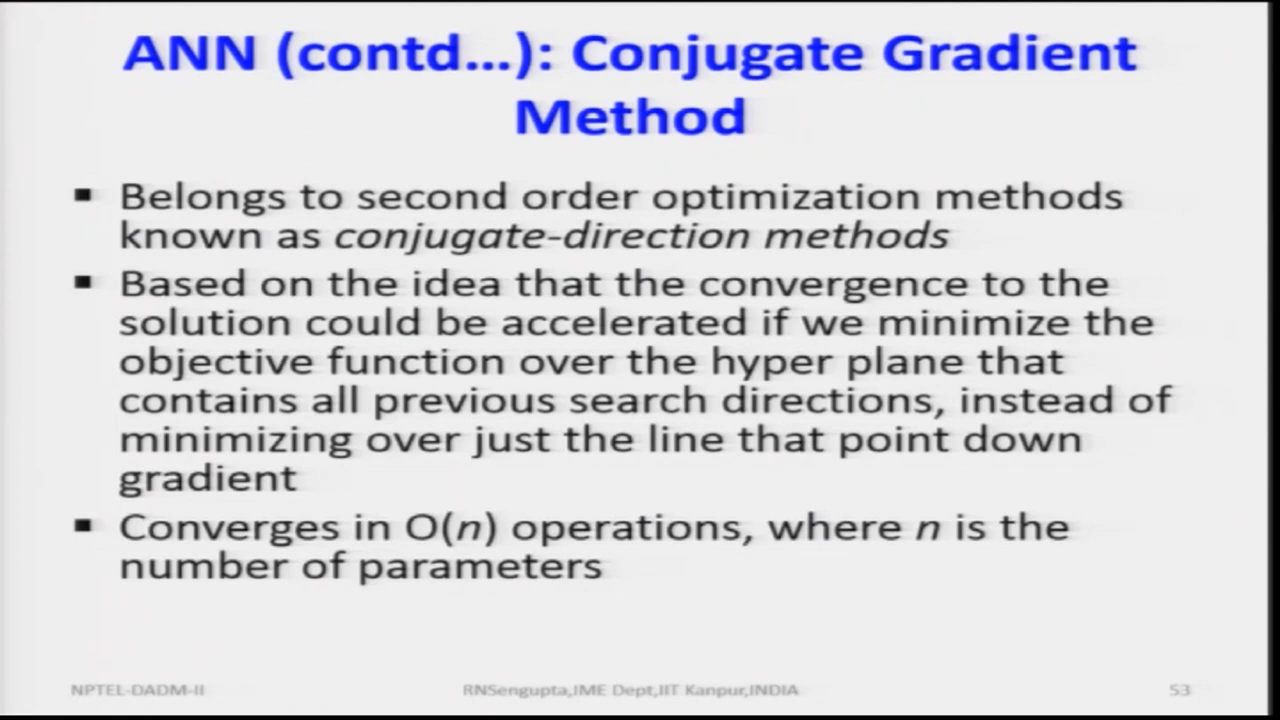 ANN (contd...): Conjugate Gradient
Method
▪ Belongs to second order optimization methods
known as conjugate-direction methods
▪ Based on the idea that the convergence to the
solution could be accelerated if we minimize the
objective function over the hyper plane that
contains all previous search directions, instead of
minimizing over just the line that point down
gradient
▪ Converges in O(n) operations, where n is the
number of parameters
NPTEL-DADM-II RNSengupta,IME Dept,IIT Kanpur,INDIA 53